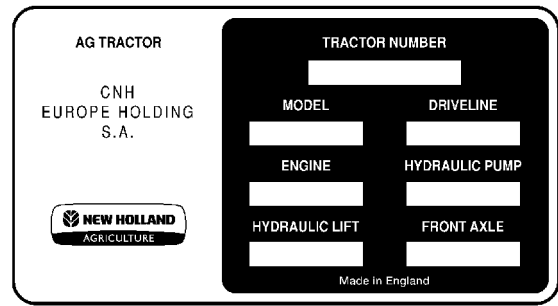 AG TRACTOR
CNH
EUROPE HOLDING
S.A.
NEW HOLLAND
AGRICULTURE
TRACTOR NUMBER
MODEL DRIVELINE
ENGINE HYDRAULIC PUMP
HYDRAULIC LIFT FRONT AXLE
Made in England